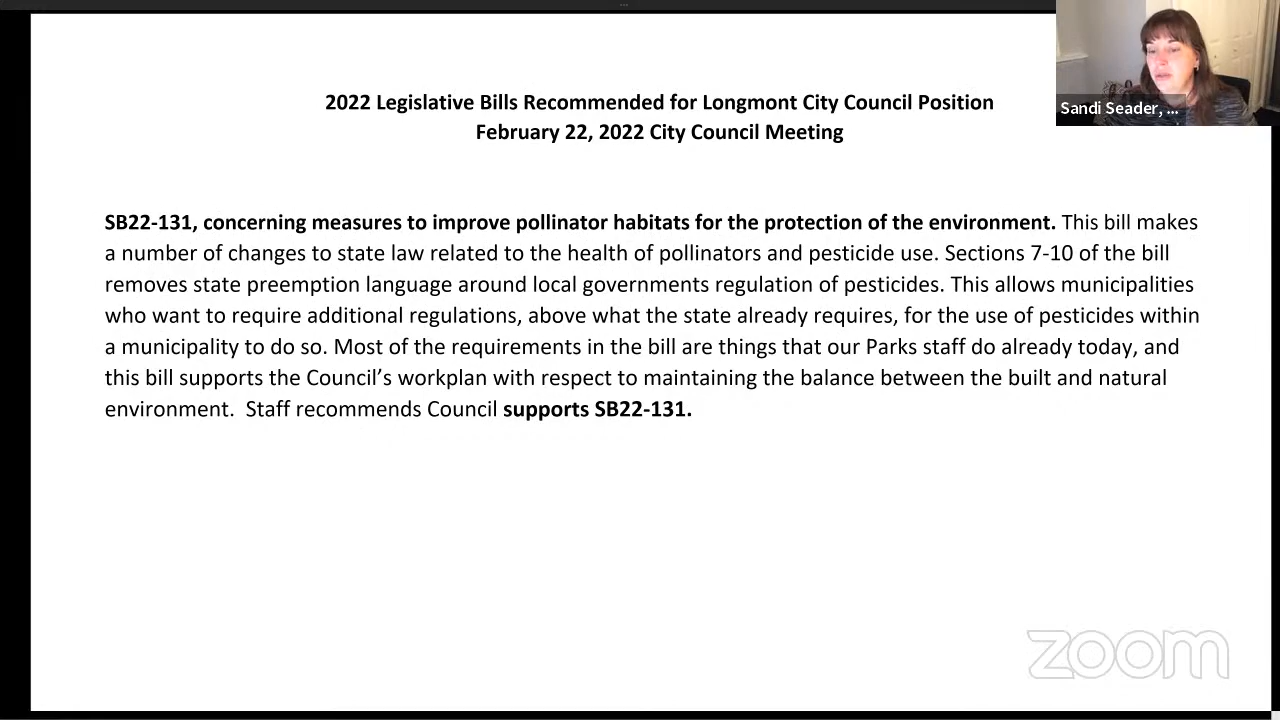 2022 Legislative Bills Recommended for Longmont City Council Position
February 22, 2022 City Council Meeting
Sandi Seader, ...
SB22-131, concerning measures to improve pollinator habitats for the protection of the environment. This bill makes
a number of changes to state law related to the health of pollinators and pesticide use. Sections 7-10 of the bill
removes state preemption language around local governments regulation of pesticides. This allows municipalities
who want to require additional regulations, above what the state already requires, for the use of pesticides within
a municipality to do so. Most of the requirements in the bill are things that our Parks staff do already today, and
this bill supports the Council’s workplan with respect to maintaining the balance between the built and natural
environment.  Staff recommends Council supports SB22-131.
zoom